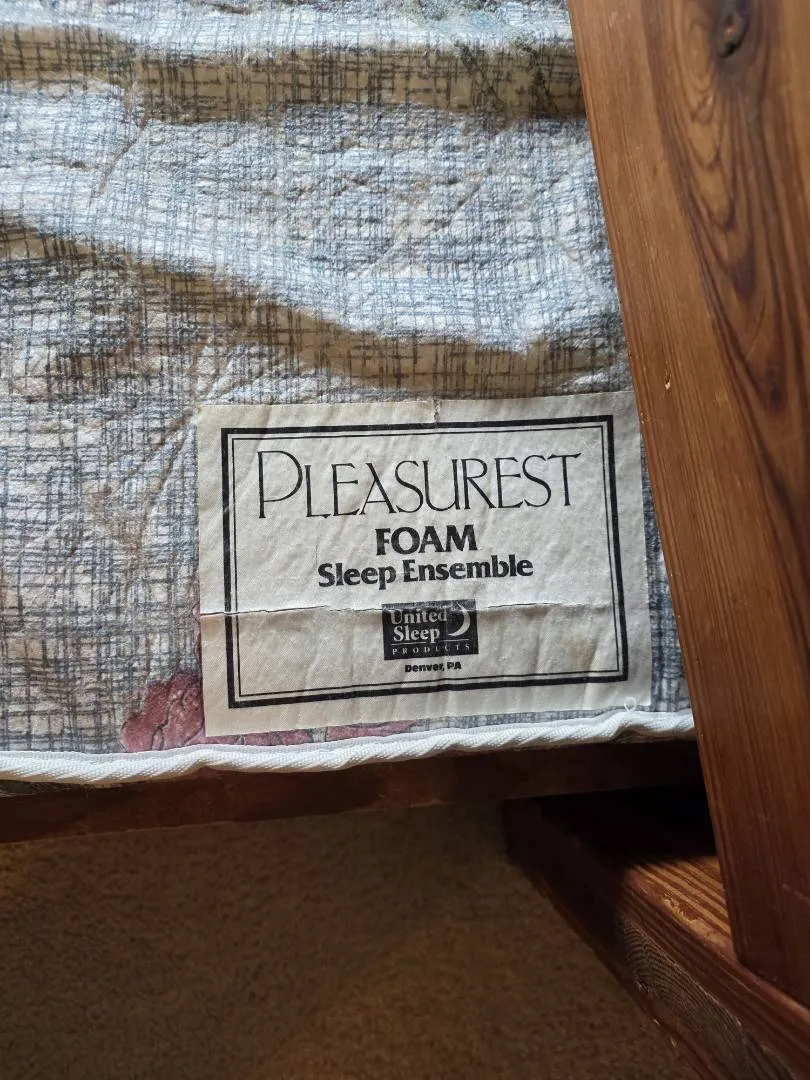 PLEASUREST
FOAM
Sleep Ensemble
United
Sleep
PRODUCTS
Denver, PA